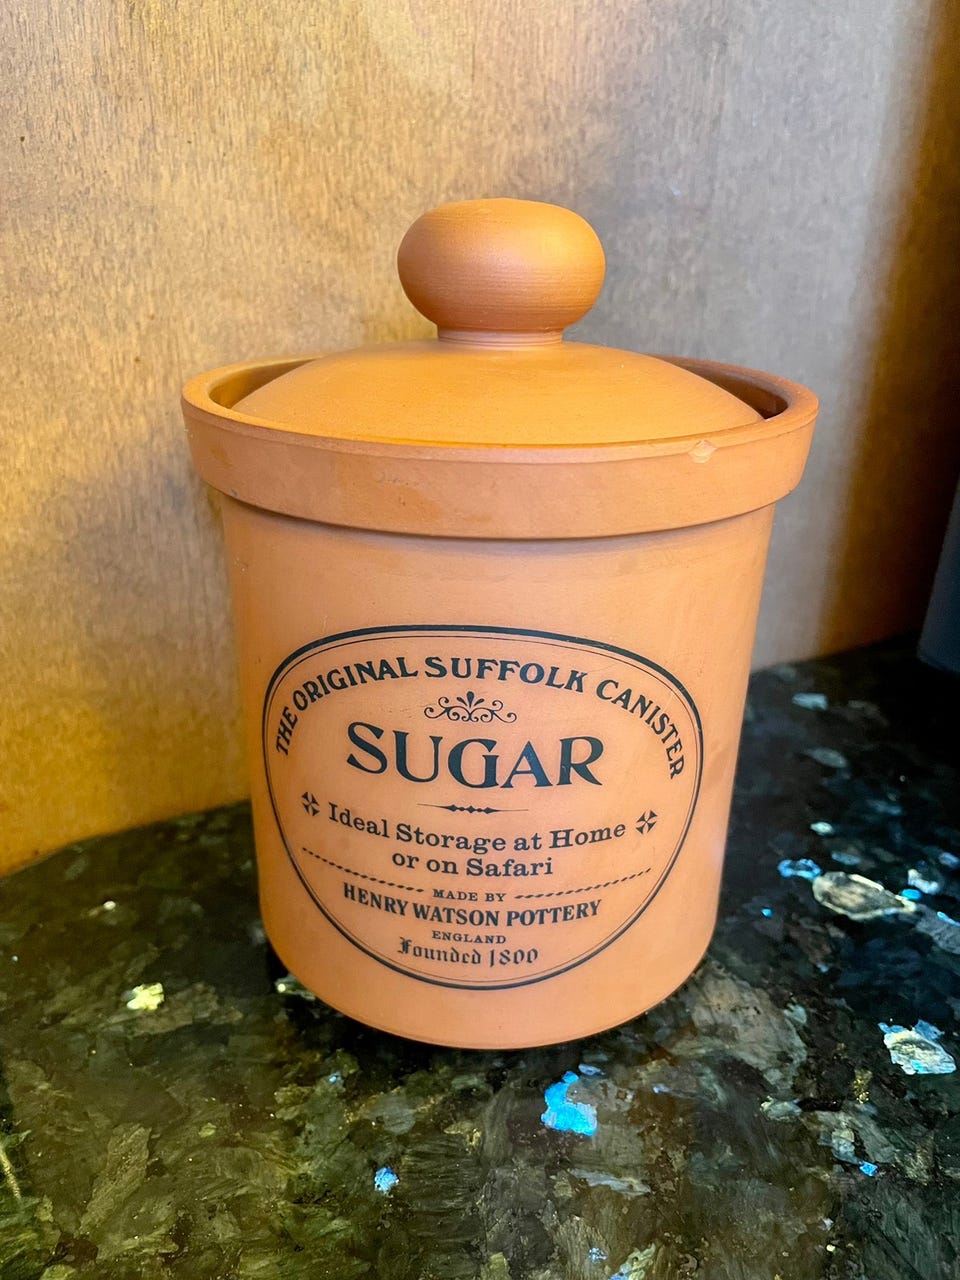 THE ORIGINAL SUFFOLK CANISTER
SUGAR
Ideal Storage at Home
or on Safari
MADE BY
HENRY WATSON POTTERY
ENGLAND
Founded 1800